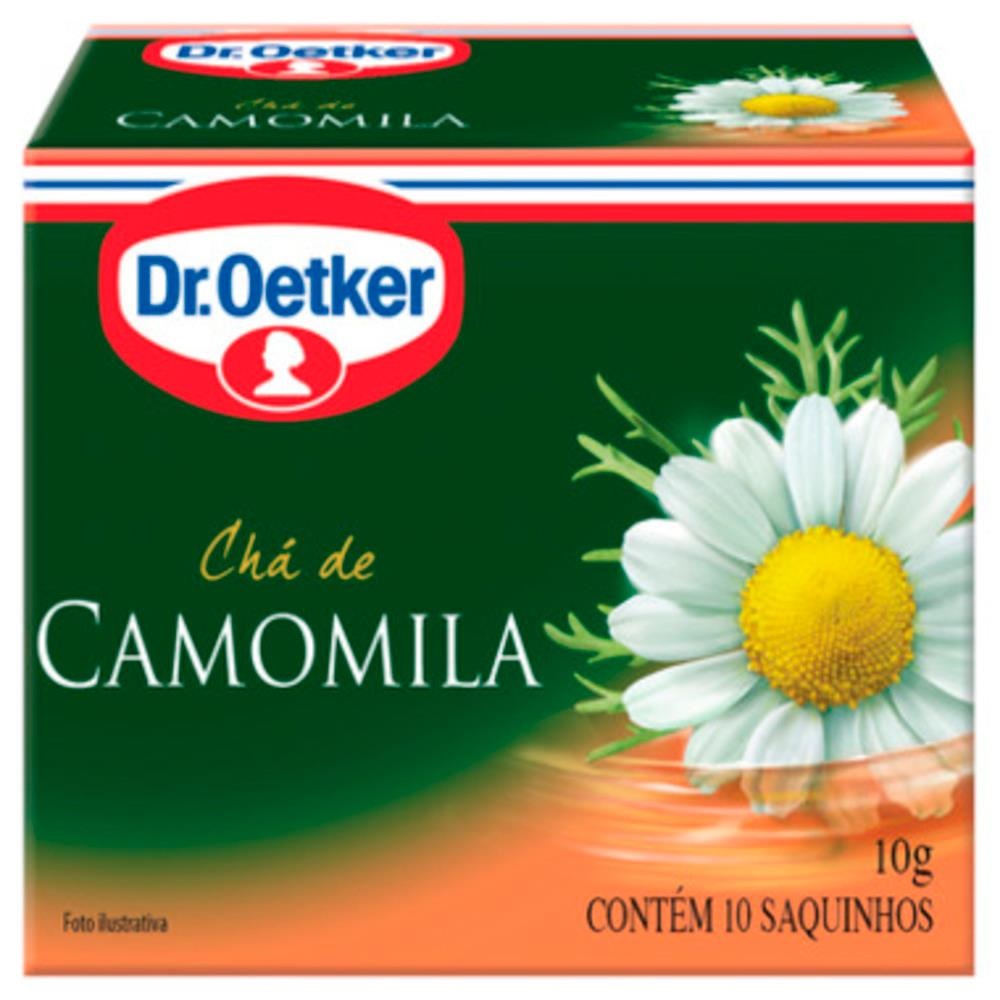 Dr. Oetker
Chá de
CAMOMILA
Dr. Oetker
Chá de
CAMOMILA
10g
CONTÉM 10 SAQUINHOS
Foto ilustrativa